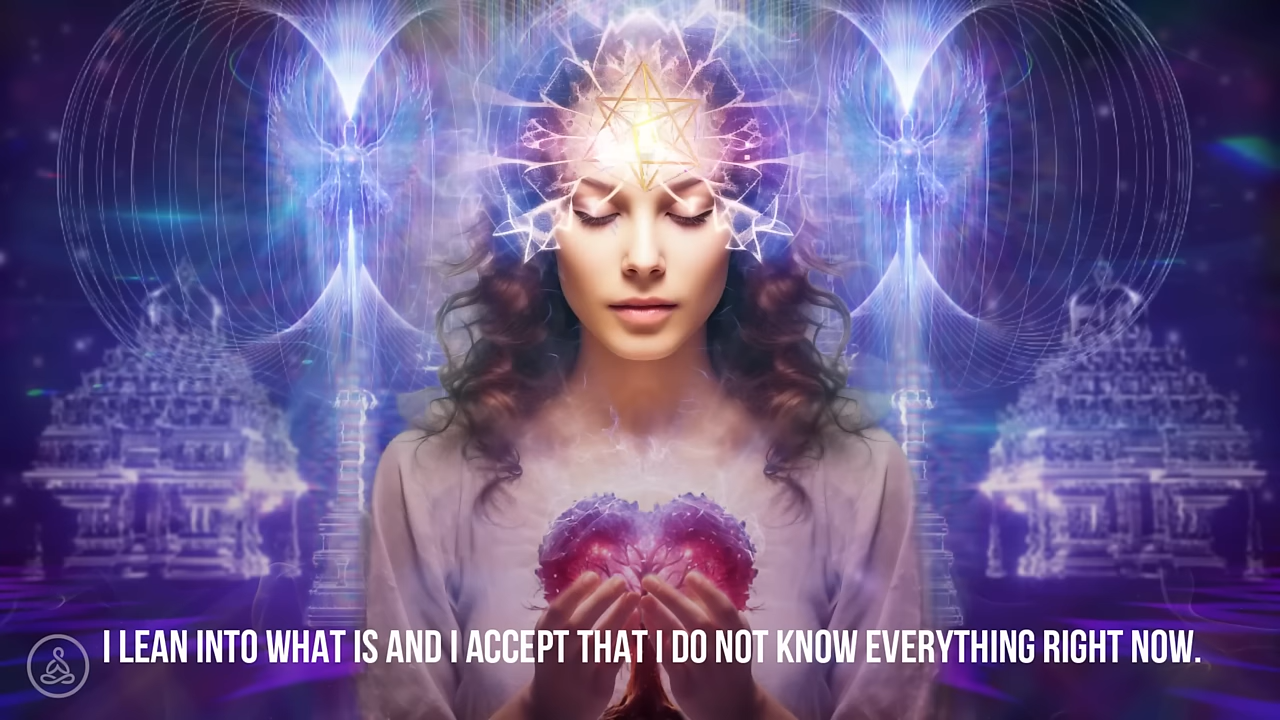 I LEAN INTO WHAT IS AND I ACCEPT THAT I DO NOT KNOW EVERYTHING RIGHT NOW.